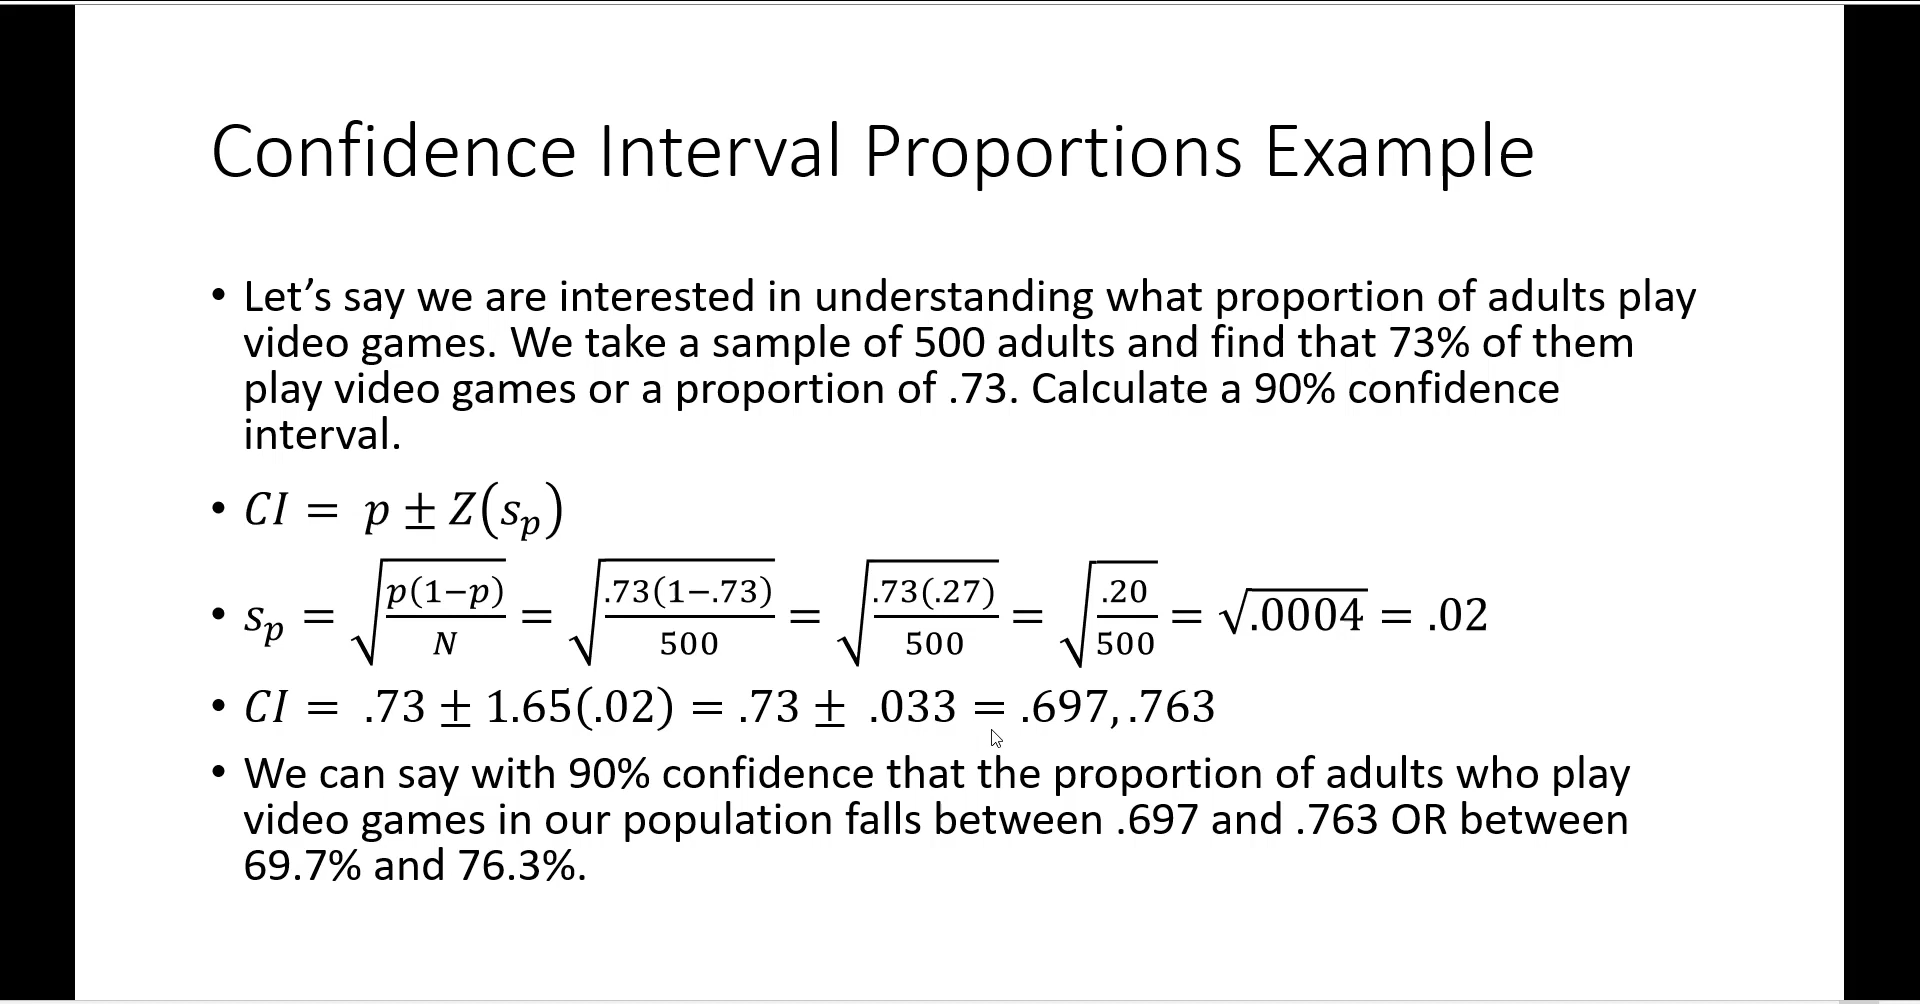 Confidence Interval Proportions Example
• Let’s say we are interested in understanding what proportion of adults play
video games. We take a sample of 500 adults and find that 73% of them
play video games or a proportion of .73. Calculate a 90% confidence
interval.
• CI = p ± Z(s_p)
• s_p = √(p(1−p)/N) = √(.73(1−.73)/500) = √(.73(.27)/500) = √(.20/500) = √.0004 = .02
• CI = .73 ± 1.65(.02) = .73 ± .033 = .697, .763
• We can say with 90% confidence that the proportion of adults who play
video games in our population falls between .697 and .763 OR between
69.7% and 76.3%.